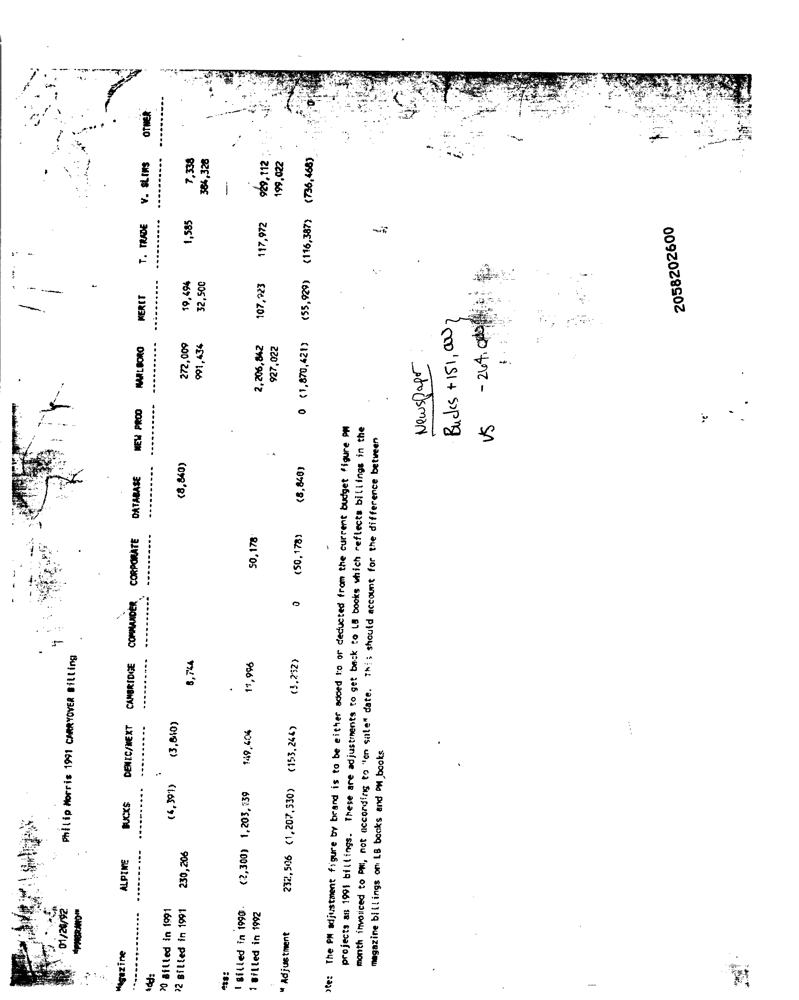 01/28/92 Philip Morris 1991 CARRYOVER Billing
Magazine ALPINE BUCKS DENIC/NEXT CAMBRIDGE COMMANDER CORPORATE DATABASE NEW PROD MARLBORO MERIT T. TRADE V. SLIMS OTHER
Add:
90 Billed in 1991 (4,391) (3,840) 272,009 19,494 1,585 7,338
92 Billed in 1991 230,206 8,744 (8,840) 991,434 32,500 384,328
ess:
1 Billed in 1990 (2,300) 1,203,139 149,404 11,996 50,178 2,206,842 107,923 117,972 929,112
1 Billed in 1992 927,022 199,022
M Adjustment 232,506 (1,207,530) (153,244) (3,252) 0 (50,178) (8,840) 0 (1,870,421) (55,929) (116,387) (736,468) 0
ote: The PM adjustment figure by brand is to be either added to or deducted from the current budget figure PM
projects as 1991 billings. These are adjustments to get back to LB books which reflects billings in the
month invoiced to PM, not according to "on sale" date. This should account for the difference between
magazine billings on LB books and PM books
Newspaper
Bucks +151,000
VS -264,000
2058202600